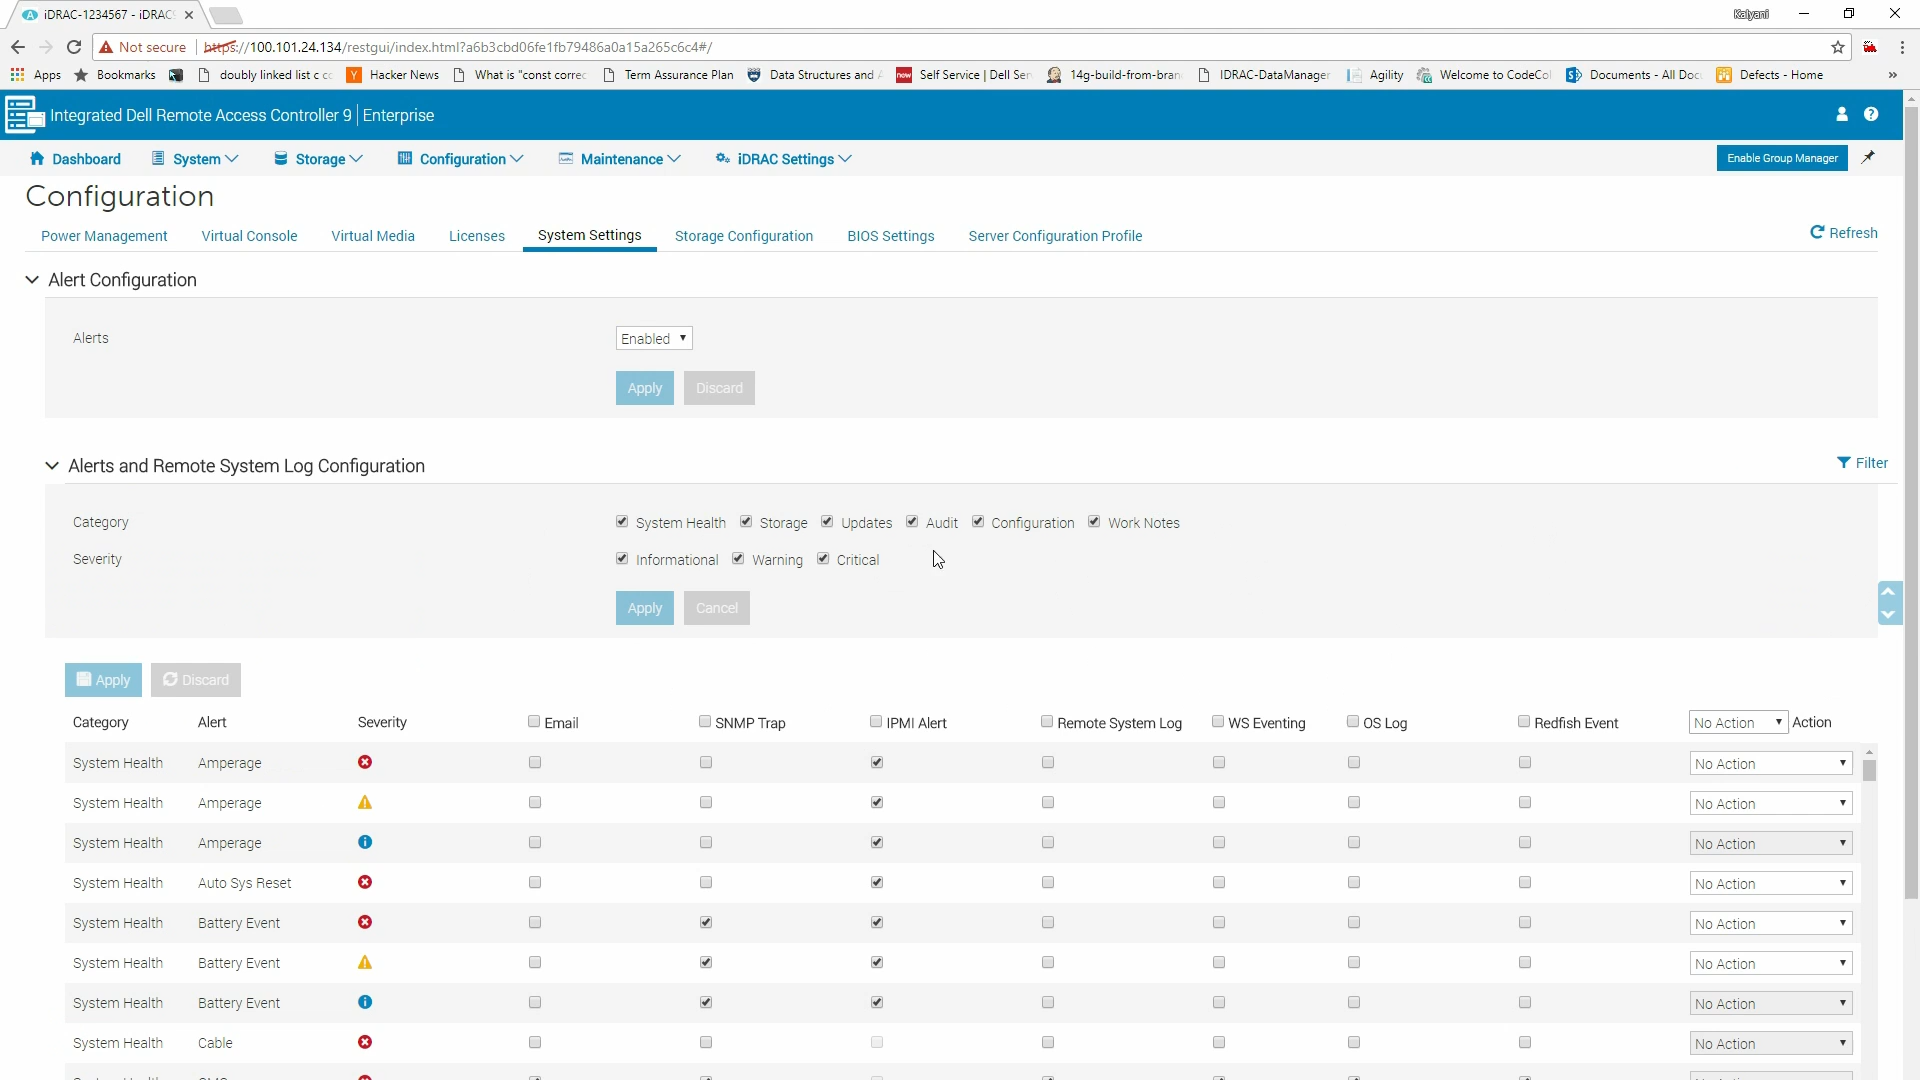 iDRAC-1234567 - iDRAC
Kalyani
Not secure | https://100.101.24.134/restgui/index.html?a6b3cbd06fe1fb79486a0a15a265c6c4#/
Apps Bookmarks doubly linked list c cc Hacker News What is "const correc Term Assurance Plan Data Structures and Self Service | Dell Ser 14g-build-from-bran IDRAC-DataManager Agility Welcome to CodeCol Documents - All Doc Defects - Home »
Integrated Dell Remote Access Controller 9 | Enterprise
Dashboard System Storage Configuration Maintenance iDRAC Settings Enable Group Manager
Configuration
Power Management Virtual Console Virtual Media Licenses System Settings Storage Configuration BIOS Settings Server Configuration Profile Refresh
Alert Configuration
Alerts Enabled
Apply Discard
Alerts and Remote System Log Configuration Filter
Category System Health Storage Updates Audit Configuration Work Notes
Severity Informational Warning Critical
Apply Cancel
Apply Discard
Category Alert Severity Email SNMP Trap IPMI Alert Remote System Log WS Eventing OS Log Redfish Event No Action Action
System Health Amperage No Action
System Health Amperage No Action
System Health Amperage No Action
System Health Auto Sys Reset No Action
System Health Battery Event No Action
System Health Battery Event No Action
System Health Battery Event No Action
System Health Cable No Action